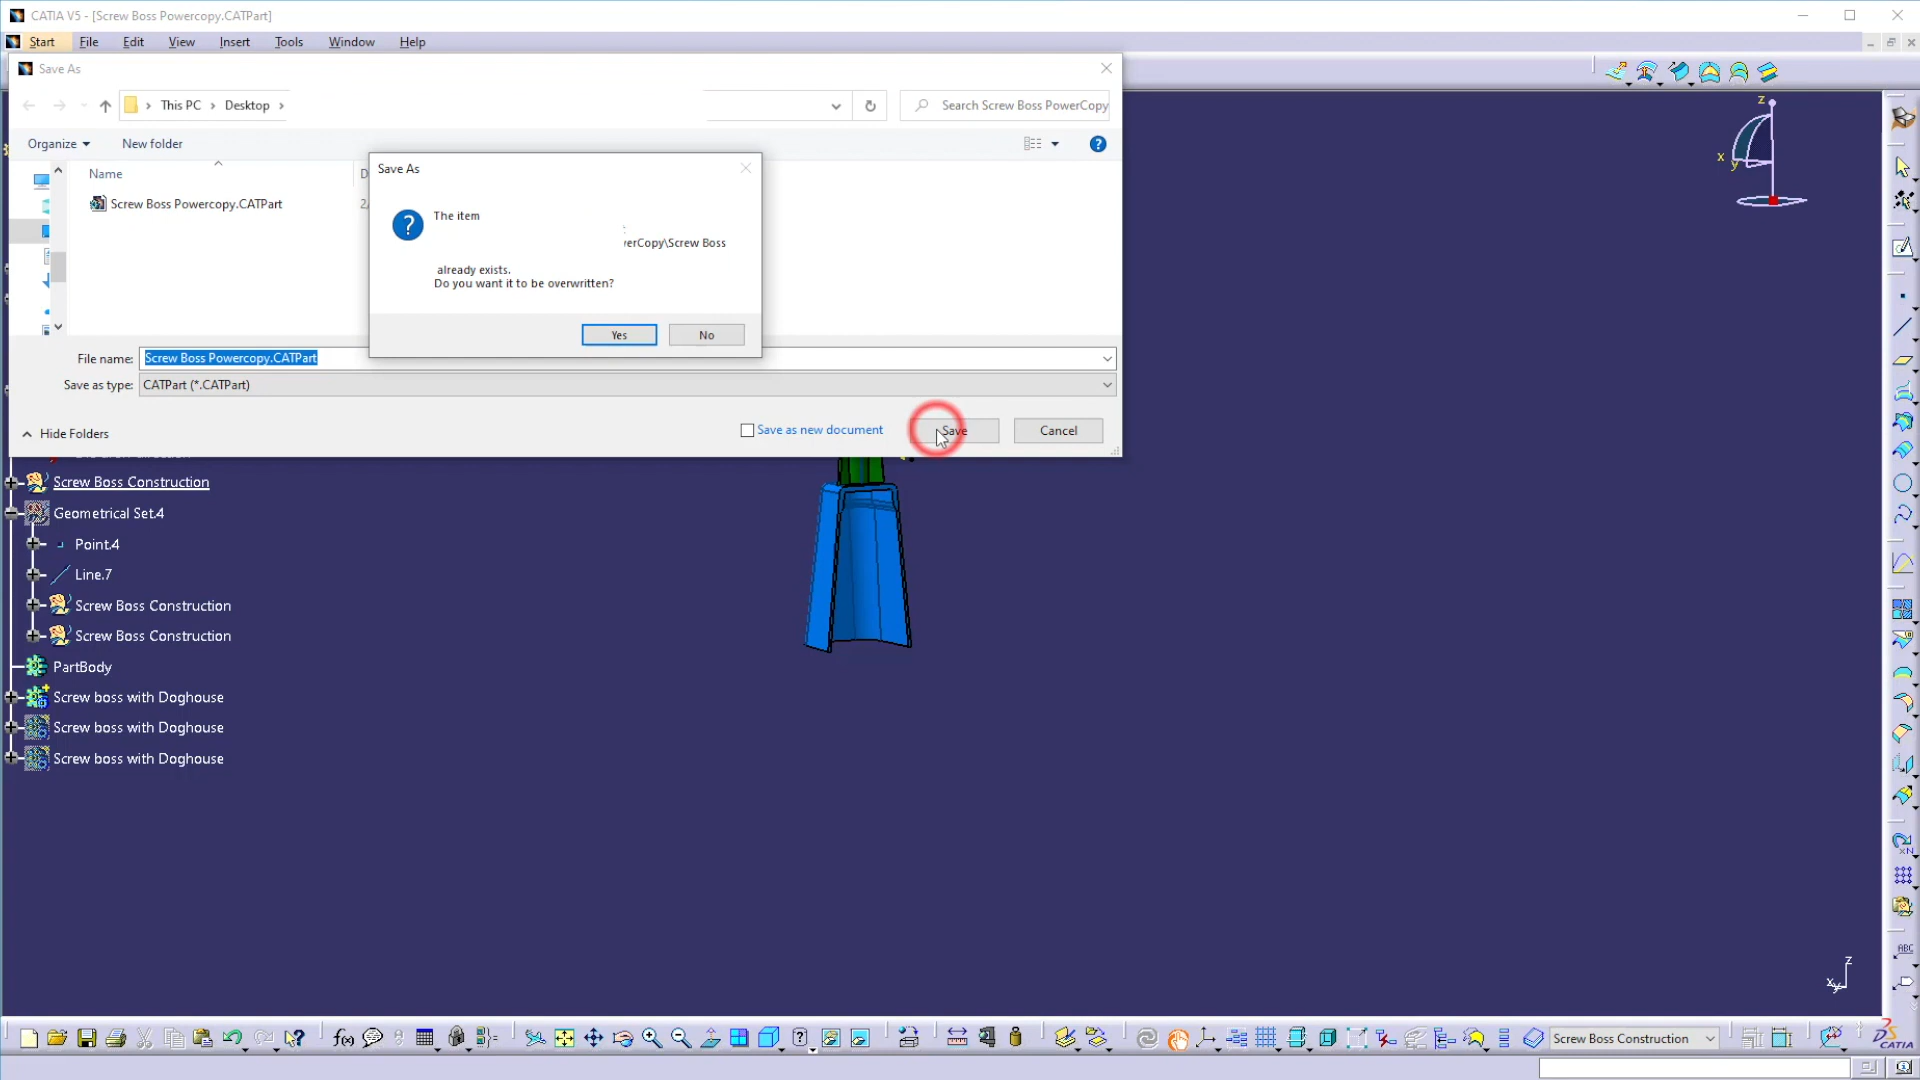 CATIA V5 - [Screw Boss Powercopy.CATPart]
Start File Edit View Insert Tools Window Help
Save As
This PC > Desktop >
Search Screw Boss PowerCopy
Organize
New folder
Name
Screw Boss Powercopy.CATPart
Save As
The item
verCopy\Screw Boss
already exists.
Do you want it to be overwritten?
Yes
No
File name: Screw Boss Powercopy.CATPart
Save as type: CATPart (*.CATPart)
Hide Folders
Save as new document
Save
Cancel
Screw Boss Construction
Geometrical Set.4
Point.4
Line.7
Screw Boss Construction
Screw Boss Construction
PartBody
Screw boss with Doghouse
Screw boss with Doghouse
Screw boss with Doghouse
z
x
y
z
x
y
ABC
Screw Boss Construction
CATIA